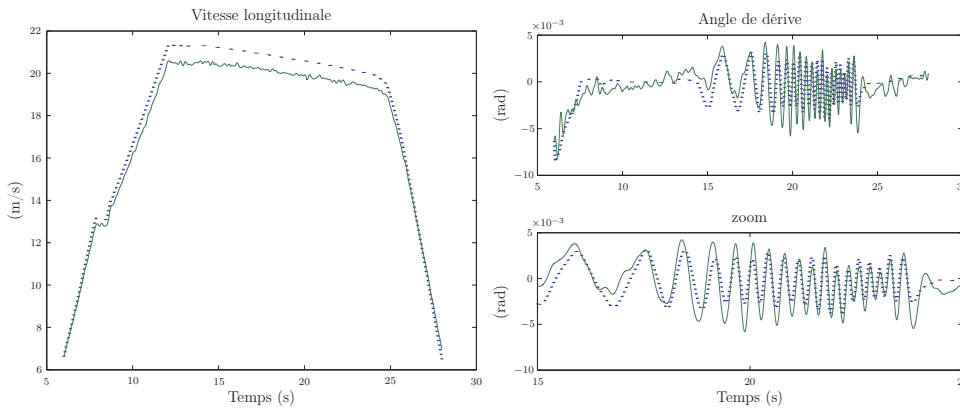 Vitesse longitudinale
22
20
18
16
14
12
10
8
6
(m/s)
5 10 15 20 25 30
Temps (s)
Angle de dérive
×10⁻³
5
0
−5
−10
(rad)
5 10 15 20 25 30
zoom
×10⁻³
5
0
−5
−10
(rad)
15 20 2
Temps (s)